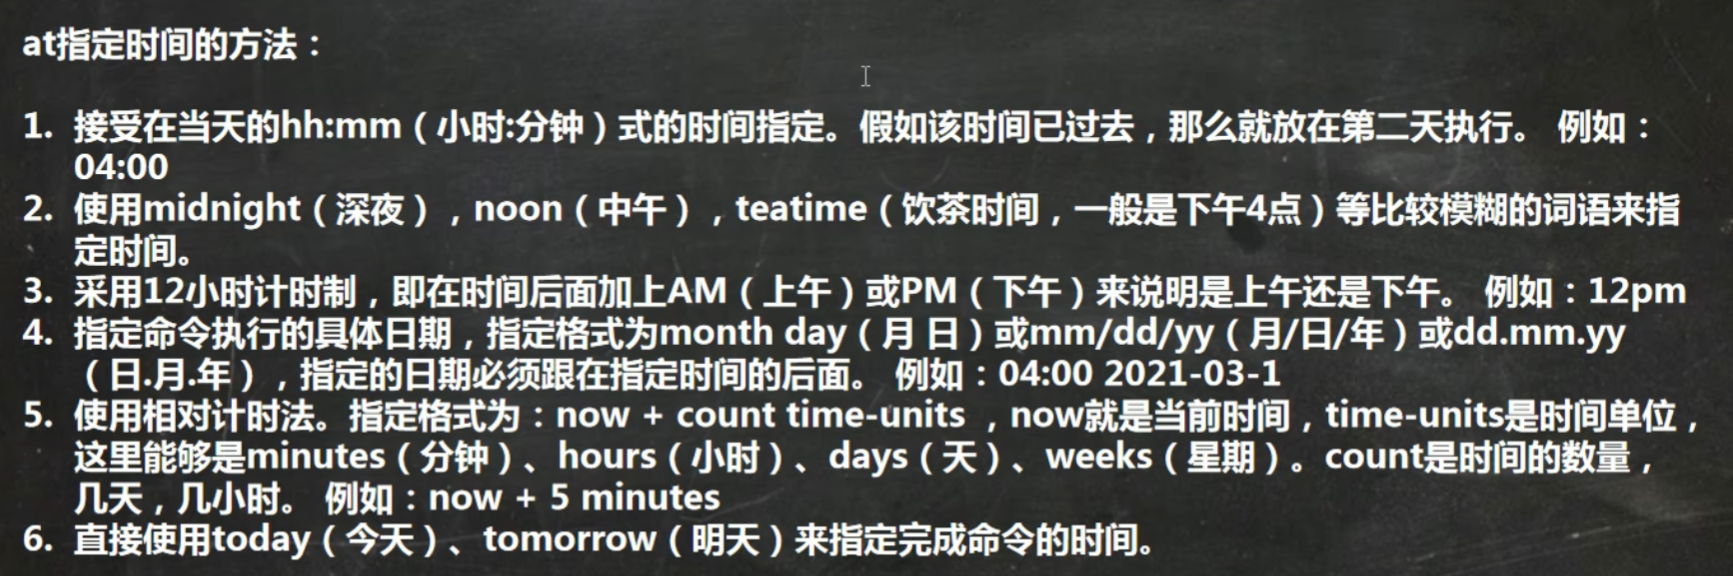 at指定时间的方法：
1. 接受在当天的hh:mm（小时:分钟）式的时间指定。假如该时间已过去，那么就放在第二天执行。 例如：
04:00
2. 使用midnight（深夜），noon（中午），teatime（饮茶时间，一般是下午4点）等比较模糊的词语来指
定时间。
3. 采用12小时计时制，即在时间后面加上AM（上午）或PM（下午）来说明是上午还是下午。 例如：12pm
4. 指定命令执行的具体日期，指定格式为month day（月 日）或mm/dd/yy（月/日/年）或dd.mm.yy
（日.月.年），指定的日期必须跟在指定时间的后面。 例如：04:00 2021-03-1
5. 使用相对计时法。指定格式为：now + count time-units ，now就是当前时间，time-units是时间单位，
这里能够是minutes（分钟）、hours（小时）、days（天）、weeks（星期）。count是时间的数量，
几天，几小时。 例如：now + 5 minutes
6. 直接使用today（今天）、tomorrow（明天）来指定完成命令的时间。